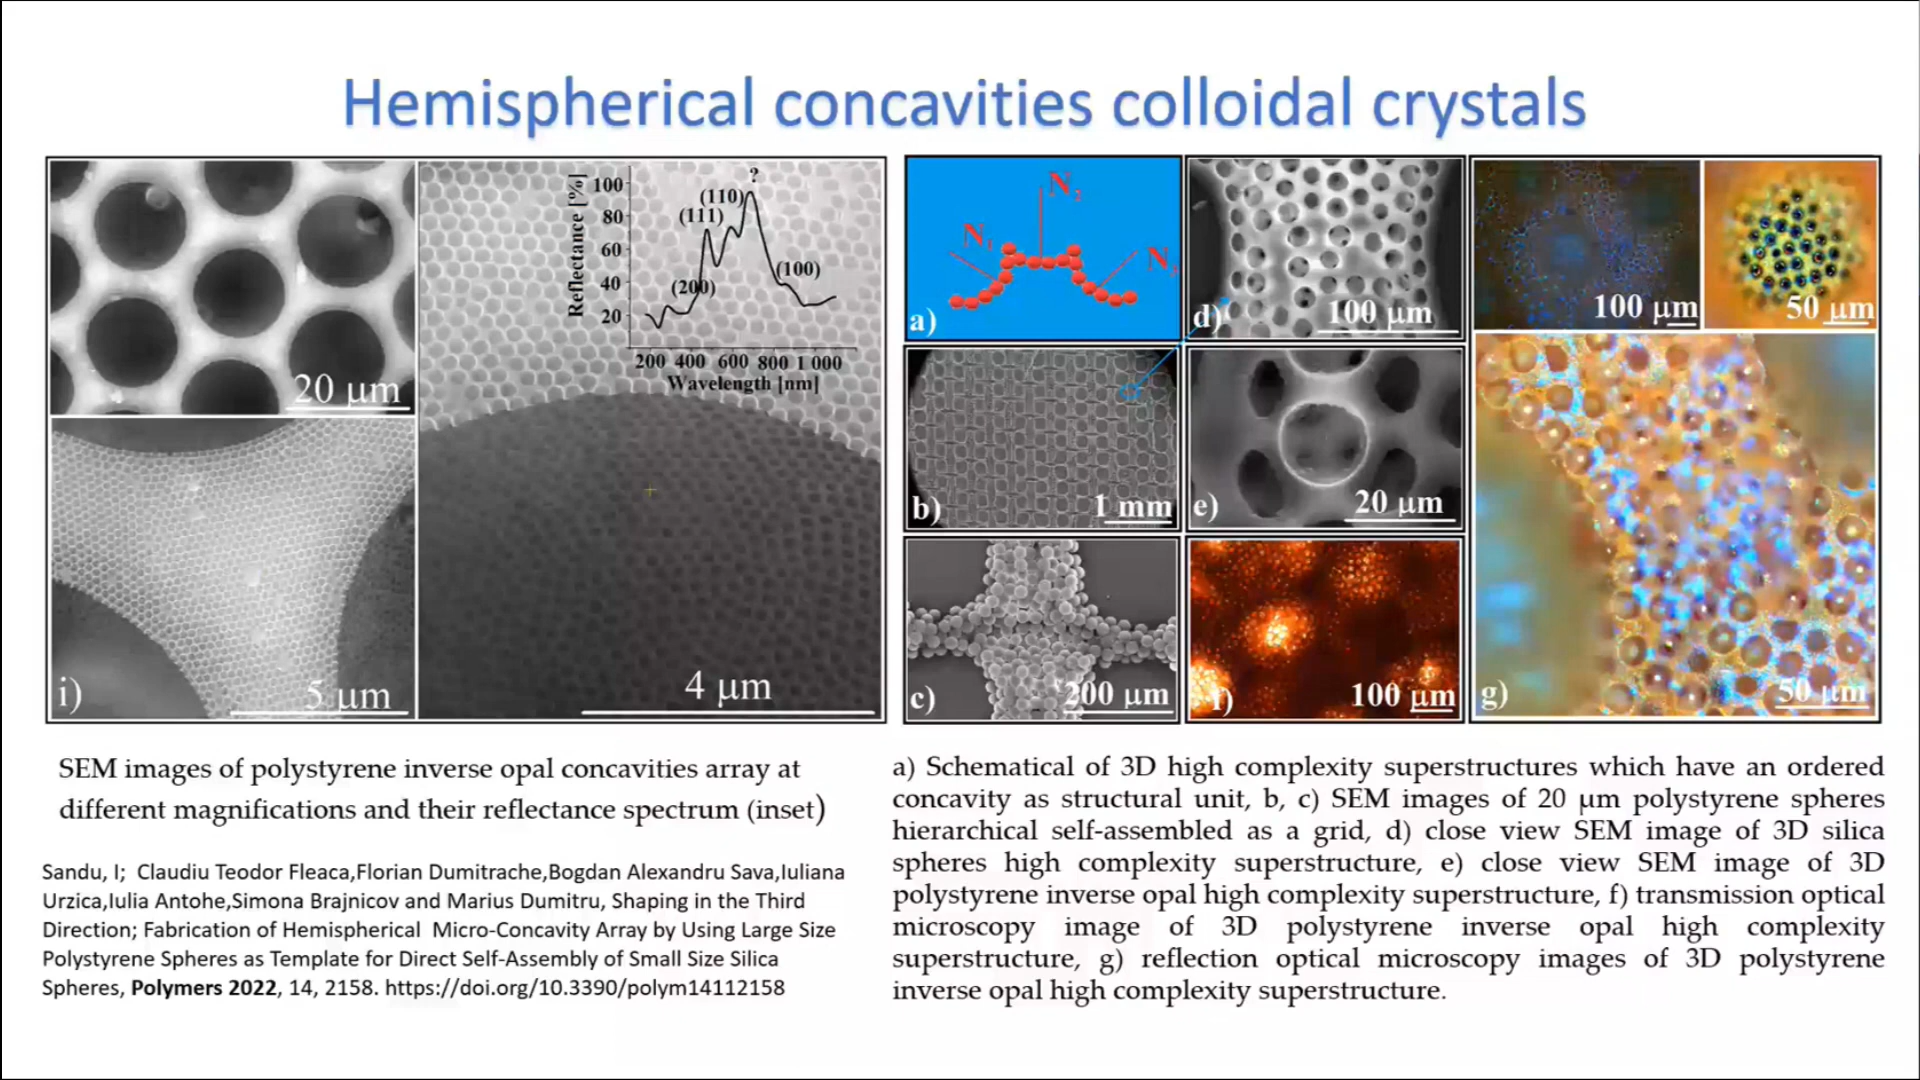 Hemispherical concavities colloidal crystals
20 µm
i)
5 µm
4 µm
Reflectance [%]
100
80
60
40
20
?
(110)
(111)
(200)
(100)
200 400 600 800 1 000
Wavelength [nm]
a)
N1
N2
N
b)
1 mm
c)
200 µm
d)
100 µm
e)
20 µm
f)
100 µm
100 µm
50 µm
g)
50 µm
SEM images of polystyrene inverse opal concavities array at
different magnifications and their reflectance spectrum (inset)
Sandu, I; Claudiu Teodor Fleaca,Florian Dumitrache,Bogdan Alexandru Sava,Iuliana
Urzica,Iulia Antohe,Simona Brajnicov and Marius Dumitru, Shaping in the Third
Direction; Fabrication of Hemispherical Micro-Concavity Array by Using Large Size
Polystyrene Spheres as Template for Direct Self-Assembly of Small Size Silica
Spheres, Polymers 2022, 14, 2158. https://doi.org/10.3390/polym14112158
a) Schematical of 3D high complexity superstructures which have an ordered
concavity as structural unit, b, c) SEM images of 20 µm polystyrene spheres
hierarchical self-assembled as a grid, d) close view SEM image of 3D silica
spheres high complexity superstructure, e) close view SEM image of 3D
polystyrene inverse opal high complexity superstructure, f) transmission optical
microscopy image of 3D polystyrene inverse opal high complexity
superstructure, g) reflection optical microscopy images of 3D polystyrene
inverse opal high complexity superstructure.